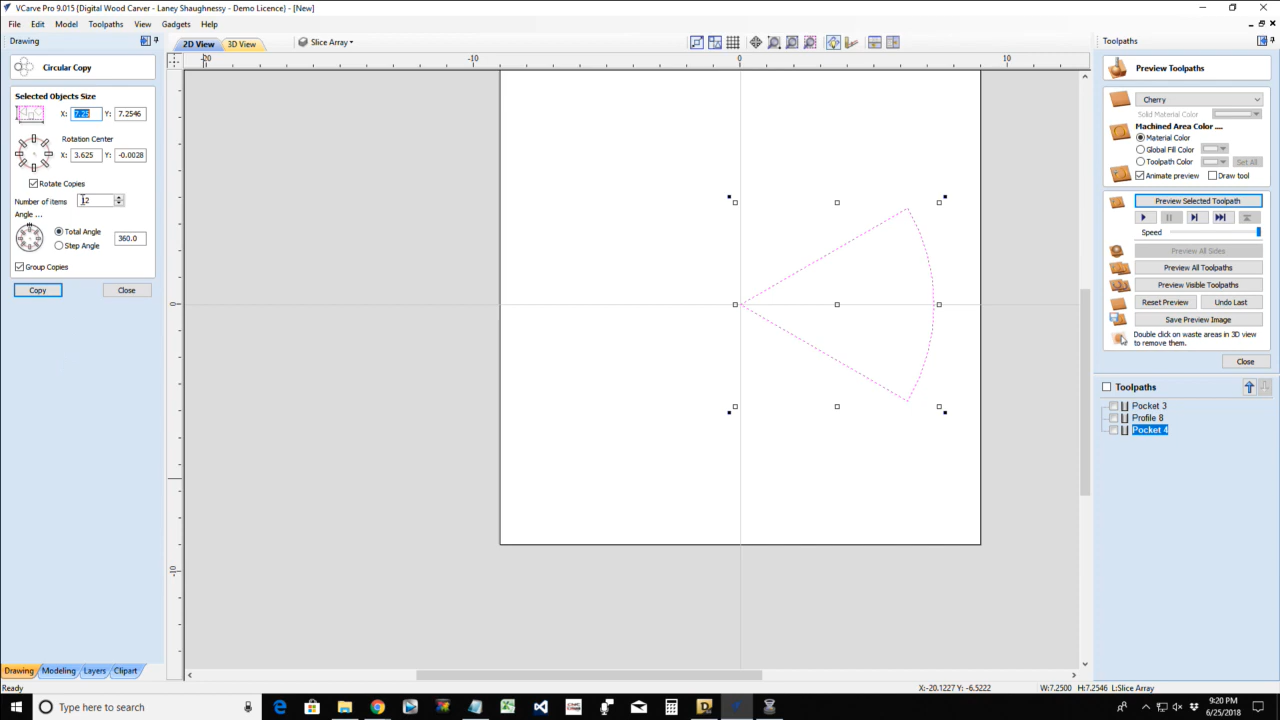 VCarve Pro 9.015 {Digital Wood Carver - Laney Shaughnessy - Demo Licence} - [New]
File Edit Model Toolpaths View Gadgets Help
Drawing
2D View 3D View Slice Array
Toolpaths
Circular Copy
Selected Objects Size
X: 7.25 Y: 7.2546
Rotation Center
X: 3.625 Y: -0.0028
Rotate Copies
Number of items 12
Angle ...
Total Angle
Step Angle
360.0
Group Copies
Copy Close
-20 -10 0 10
0
-10
Preview Toolpaths
Cherry
Solid Material Color
Machined Area Color ....
Material Color
Global Fill Color
Toolpath Color Set All
Animate preview Draw tool
Preview Selected Toolpath
Speed
Preview All Sides
Preview All Toolpaths
Preview Visible Toolpaths
Reset Preview Undo Last
Save Preview Image
Double click on waste areas in 3D view
to remove them.
Close
Toolpaths
Pocket 3
Profile 8
Pocket 4
Drawing Modeling Layers Clipart
Ready X:-20.1227 Y: -6.5222 W:7.2500 H:7.2546 L:Slice Array
Type here to search
9:20 PM
6/25/2018